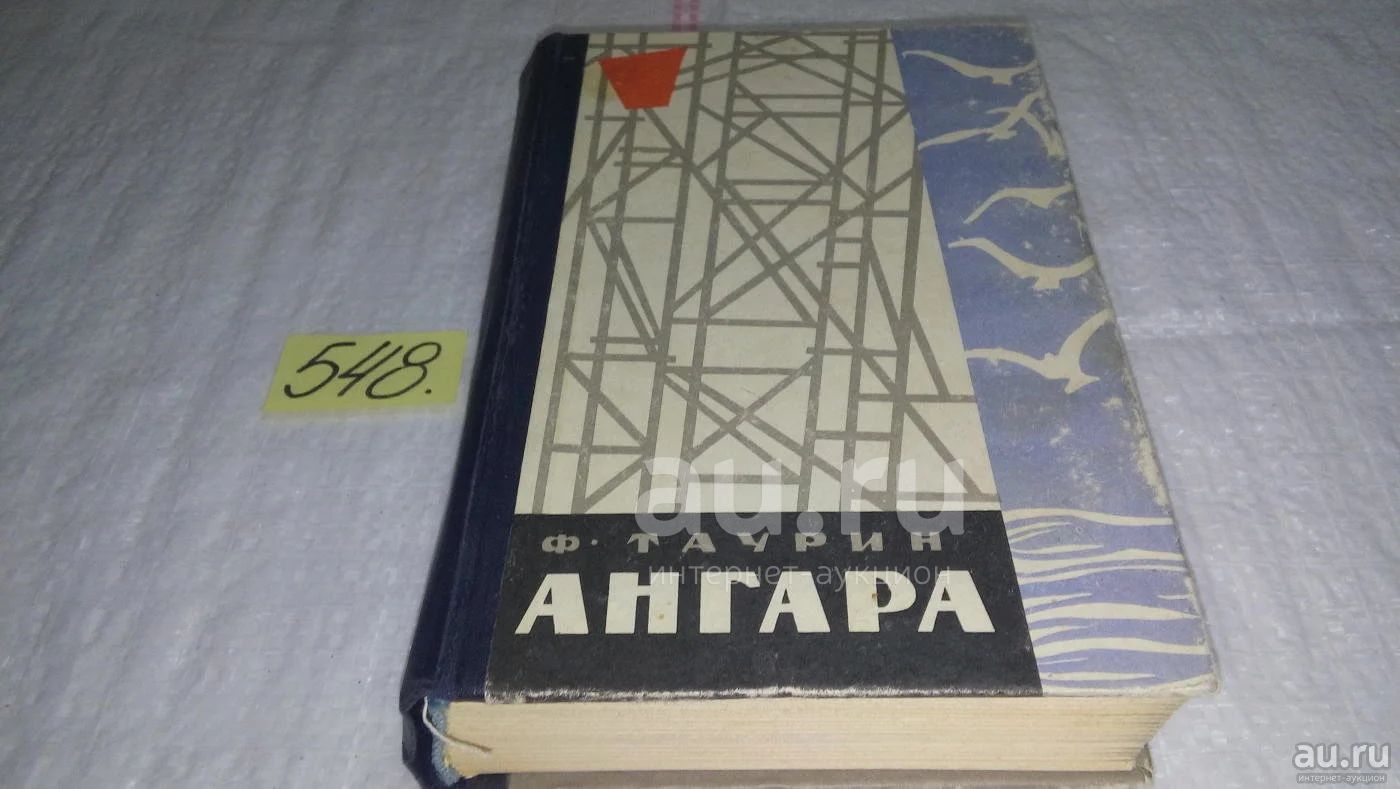 548.
au.ru
интернет-аукцион
Ф. ТАУРИН
АНГАРА
au.ru
интернет-аукцион